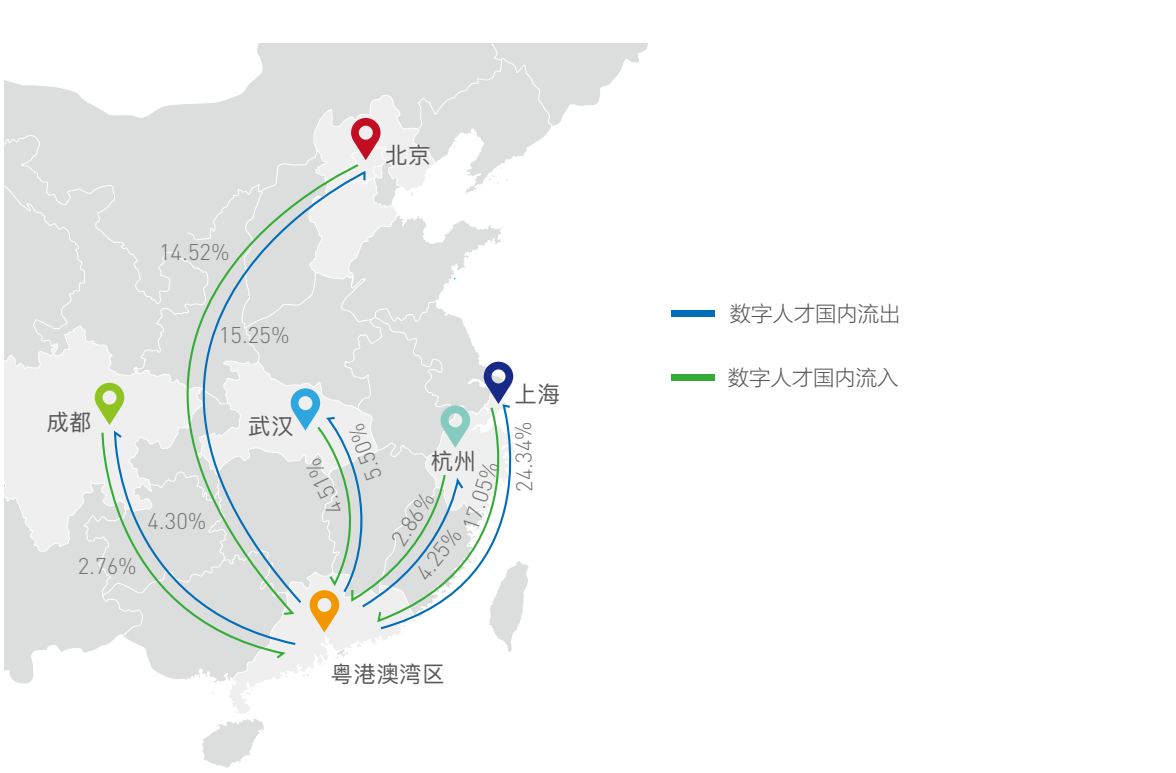 北京
14.52%
15.25%
数字人才国内流出
数字人才国内流入
上海
成都
武汉
杭州
5.50%
4.51%
24.34%
17.05%
2.86%
4.25%
4.30%
2.76%
粤港澳湾区